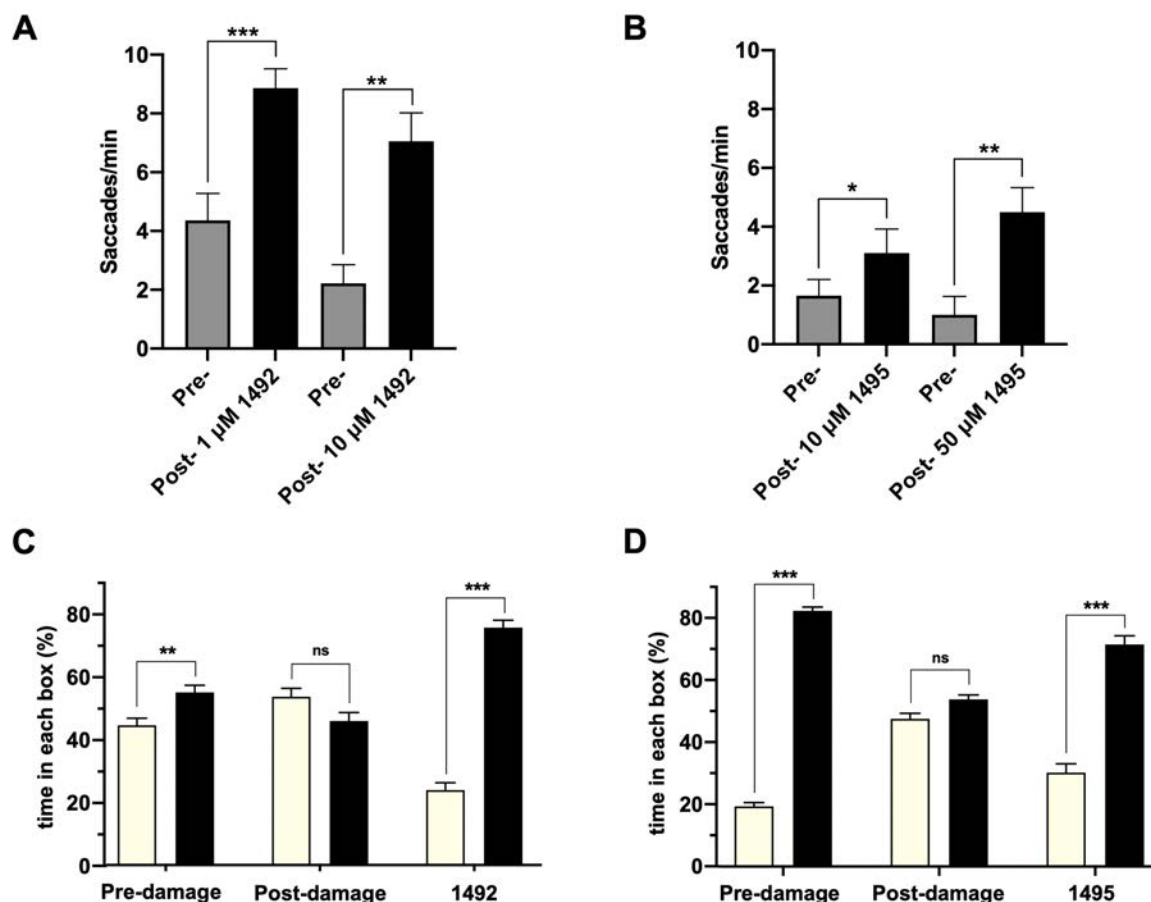 A
***
**
10
8
6
4
2
0
Saccades/min
Pre-
Post- 1 µM 1492
Pre-
Post- 10 µM 1492
B
*
**
10
8
6
4
2
0
Saccades/min
Pre-
Post- 10 µM 1495
Pre-
Post- 50 µM 1495
C
**
ns
***
80
60
40
20
0
time in each box (%)
Pre-damage
Post-damage
1492
D
***
ns
***
80
60
40
20
0
time in each box (%)
Pre-damage
Post-damage
1495